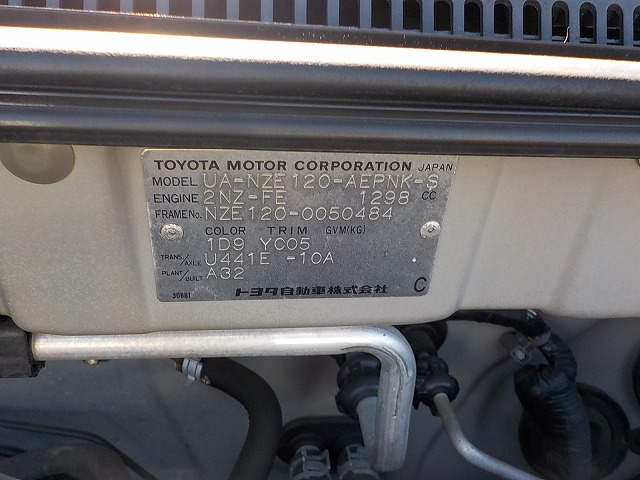 TOYOTA MOTOR CORPORATION JAPAN
MODEL UA-NZE120-AEPNK-S
ENGINE 2NZ-FE 1298 CC
FRAME No. NZE120-0050484
COLOR TRIM GVM(KG)
1D9 YC05
TRANS./AXLE U441E -10A
PLANT/BUILT A32
30881 トヨタ自動車株式会社 C